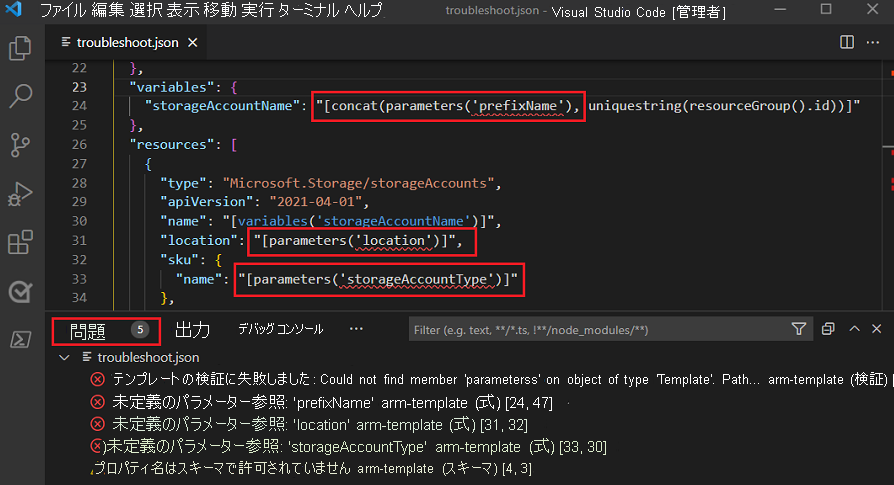 ファイル 編集 選択 表示 移動 実行 ターミナル ヘルプ troubleshoot.json - Visual Studio Code [管理者]
troubleshoot.json
22 },
23 "variables": {
24 "storageAccountName": "[concat(parameters('prefixName'), uniquestring(resourceGroup().id))]"
25 },
26 "resources": [
27 {
28 "type": "Microsoft.Storage/storageAccounts",
29 "apiVersion": "2021-04-01",
30 "name": "[variables('storageAccountName')]",
31 "location": "[parameters('location')]",
32 "sku": {
33 "name": "[parameters('storageAccountType')]"
34 },
問題 5 出力 デバッグ コンソール ··· Filter (e.g. text, **/*.ts, !**/node_modules/**)
troubleshoot.json
テンプレートの検証に失敗しました: Could not find member 'parameterss' on object of type 'Template'. Path... arm-template (検証) [
未定義のパラメーター参照: 'prefixName' arm-template (式) [24, 47]
未定義のパラメーター参照: 'location' arm-template (式) [31, 32]
)未定義のパラメーター参照: 'storageAccountType' arm-template (式) [33, 30]
プロパティ名はスキーマで許可されていません arm-template (スキーマ) [4, 3]